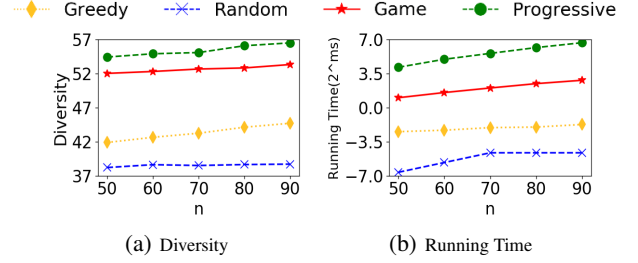 Greedy Random Game Progressive
57
52
47
42
37
Diversity
50 60 70 80 90
n
(a) Diversity
7.0
3.5
0.0
−3.5
−7.0
Running Time(2^ms)
50 60 70 80 90
n
(b) Running Time